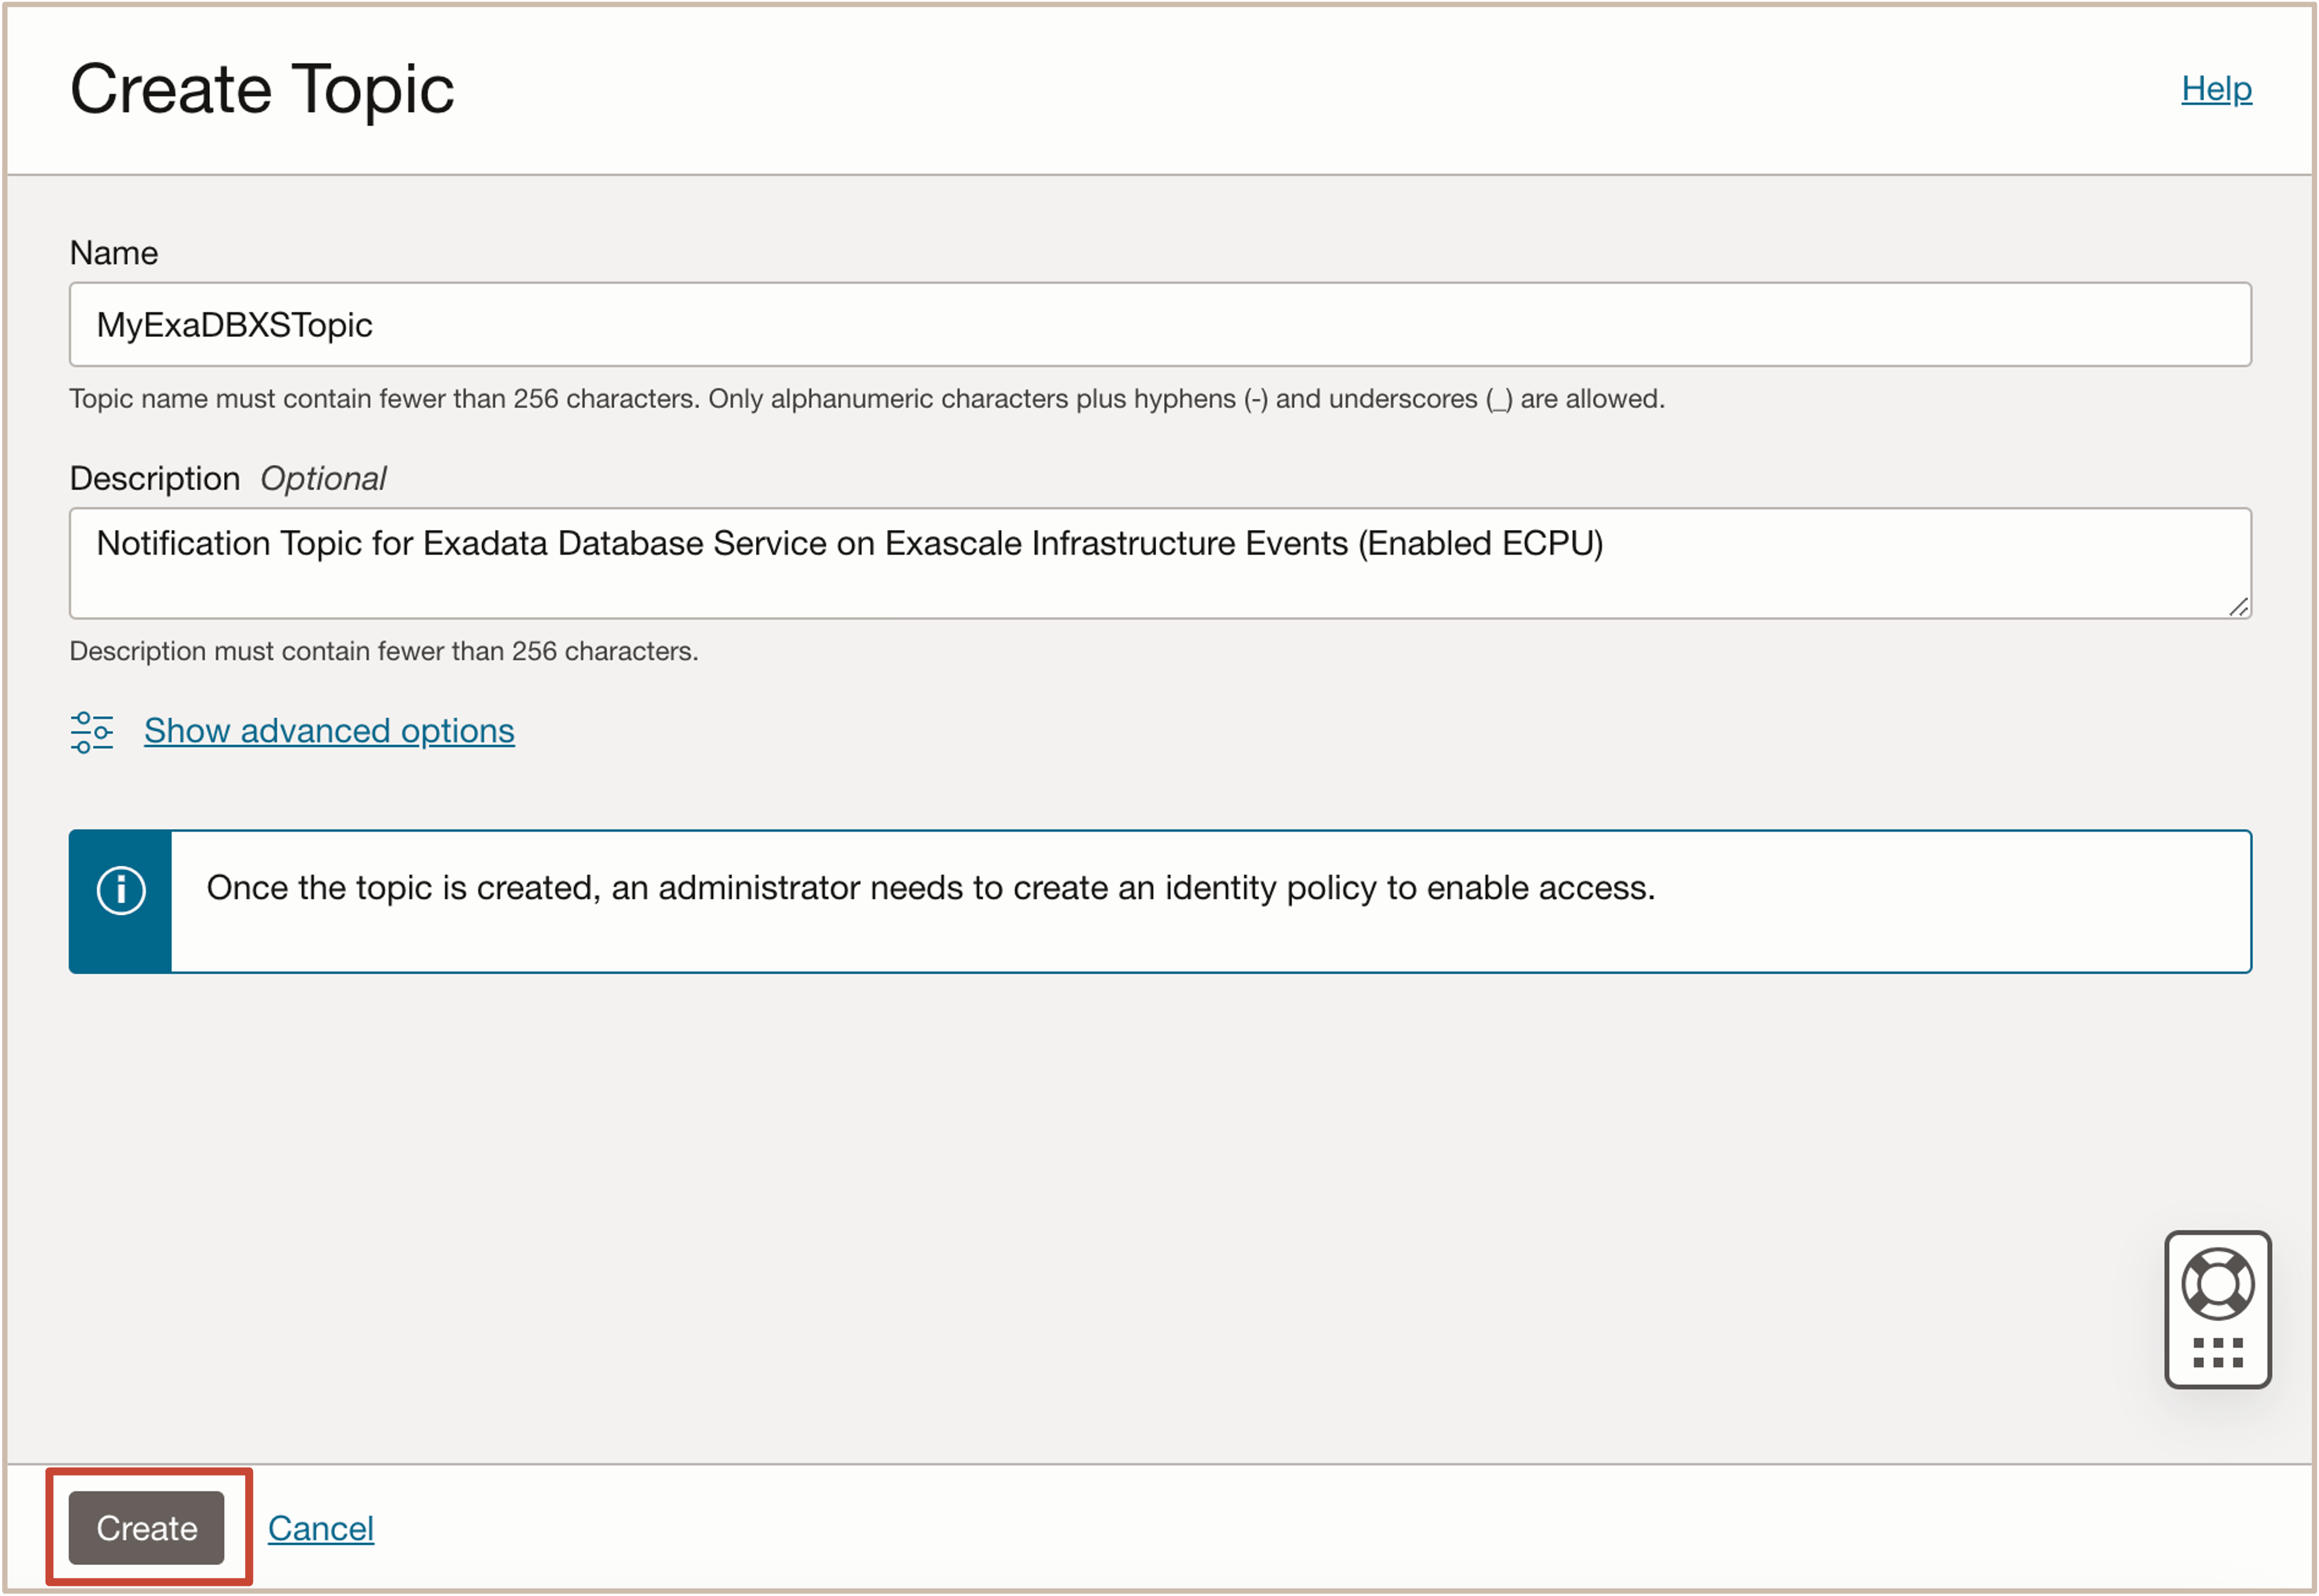 Create Topic
Help
Name
MyExaDBXSTopic
Topic name must contain fewer than 256 characters. Only alphanumeric characters plus hyphens (-) and underscores (_) are allowed.
Description Optional
Notification Topic for Exadata Database Service on Exascale Infrastructure Events (Enabled ECPU)
Description must contain fewer than 256 characters.
Show advanced options
Once the topic is created, an administrator needs to create an identity policy to enable access.
Create
Cancel